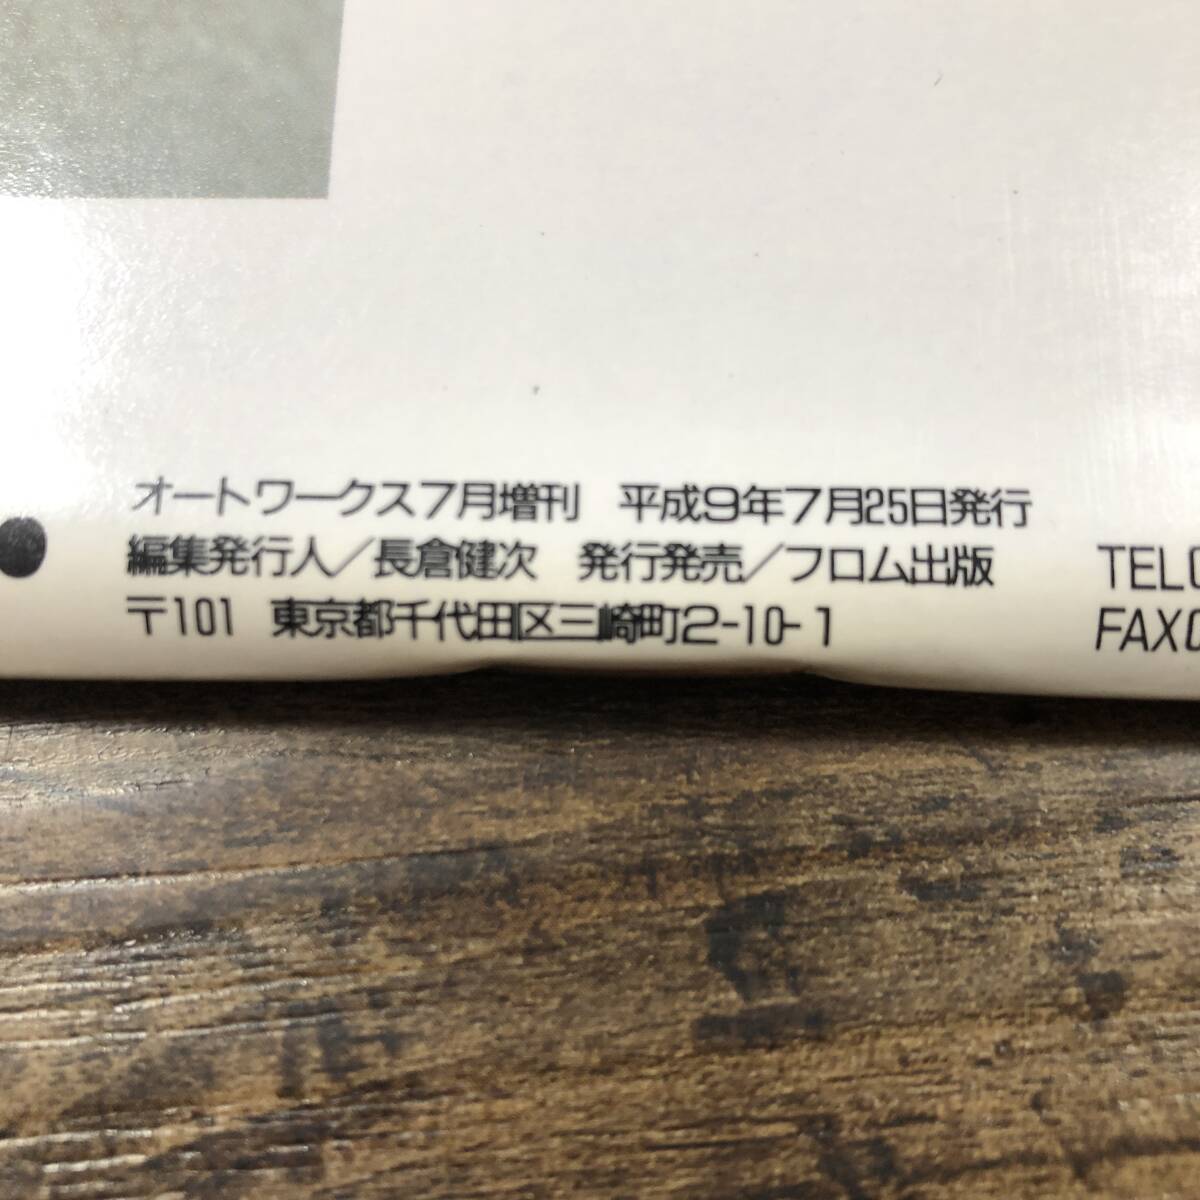 オートワークス7月増刊　平成9年7月25日発行
編集発行人／長倉健次　発行発売／フロム出版　TEL0
〒101　東京都千代田区三崎町2-10-1　FAX0